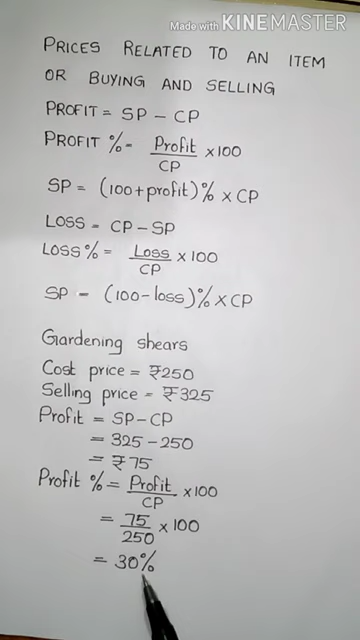 Made with KINEMASTER
PRICES RELATED TO AN ITEM
OR BUYING AND SELLING
PROFIT = SP - CP
PROFIT % = Profit/CP ×100
SP = (100+profit)% × CP
LOSS = CP - SP
LOSS % = Loss/CP × 100
SP = (100-loss)% × CP
Gardening shears
Cost price = ₹250
Selling price = ₹325
Profit = SP - CP
= 325 - 250
= ₹75
Profit % = Profit/CP ×100
= 75/250 × 100
= 30%